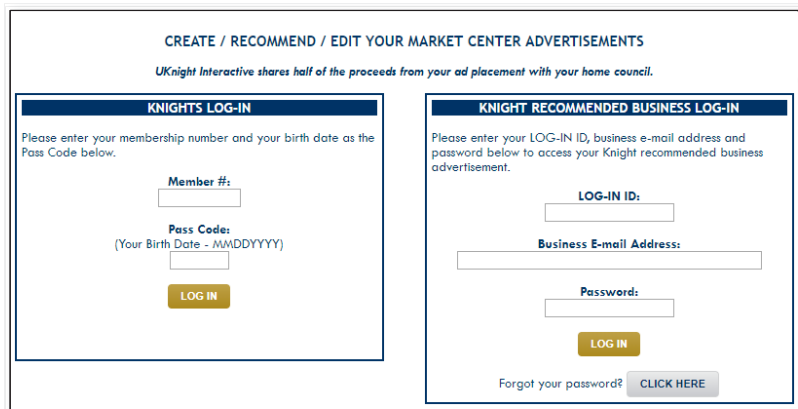 CREATE / RECOMMEND / EDIT YOUR MARKET CENTER ADVERTISEMENTS
UKnight Interactive shares half of the proceeds from your ad placement with your home council.
KNIGHTS LOG-IN
Please enter your membership number and your birth date as the
Pass Code below.
Member #:
Pass Code:
(Your Birth Date - MMDDYYYY)
LOG IN
KNIGHT RECOMMENDED BUSINESS LOG-IN
Please enter your LOG-IN ID, business e-mail address and
password below to access your Knight recommended business
advertisement.
LOG-IN ID:
Business E-mail Address:
Password:
LOG IN
Forgot your password? CLICK HERE